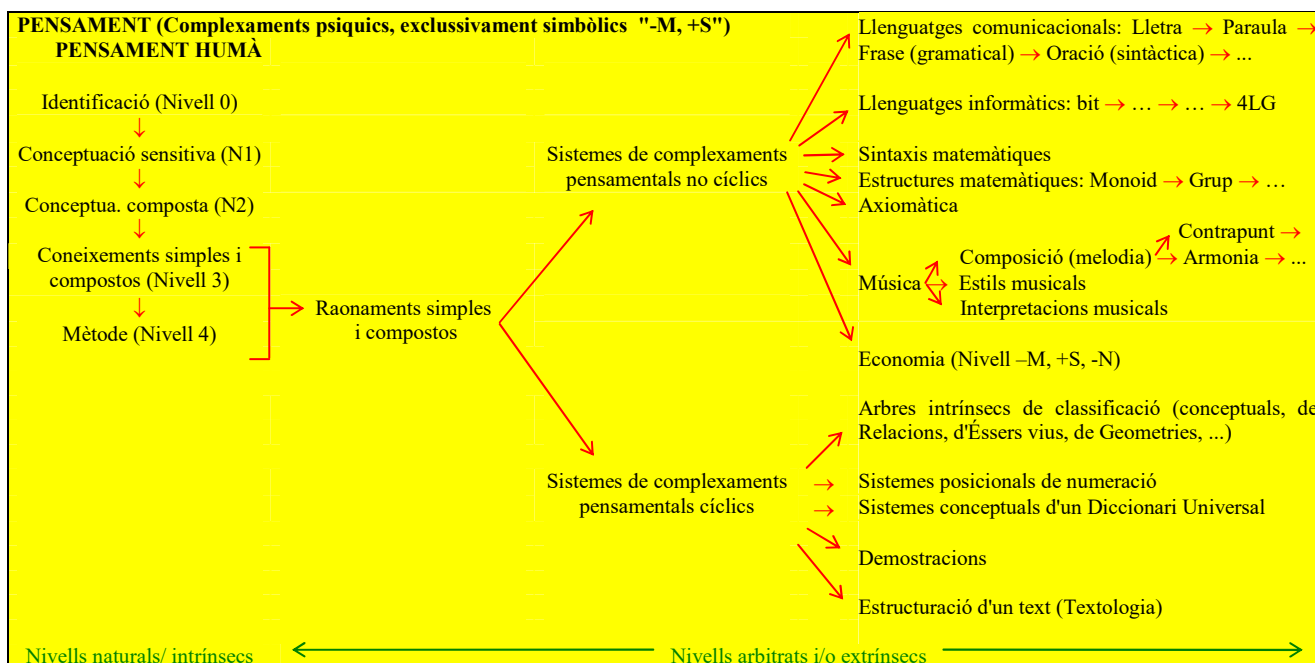 PENSAMENT (Complexaments psiquics, exclussivament simbòlics "-M, +S")
PENSAMENT HUMÀ
Identificació (Nivell 0)
↓
Conceptuació sensitiva (N1)
↓
Conceptua. composta (N2)
↓
Coneixements simples i
compostos (Nivell 3)
↓
Mètode (Nivell 4)
Raonaments simples
i compostos
Sistemes de complexaments
pensamentals no cíclics
Llenguatges comunicacionals: Lletra → Paraula →
Frase (gramatical) → Oració (sintàctica) → ...
Llenguatges informàtics: bit → … → … → 4LG
Sintaxis matemàtiques
Estructures matemàtiques: Monoid → Grup → …
Axiomàtica
Música
Composició (melodia)
Contrapunt →
Armonia → ...
Estils musicals
Interpretacions musicals
Economia (Nivell –M, +S, -N)
Sistemes de complexaments
pensamentals cíclics
Arbres intrínsecs de classificació (conceptuals, de
Relacions, d'Éssers vius, de Geometries, ...)
→ Sistemes posicionals de numeració
→ Sistemes conceptuals d'un Diccionari Universal
Demostracions
Estructuració d'un text (Textologia)
Nivells naturals/ intrínsecs
Nivells arbitrats i/o extrínsecs